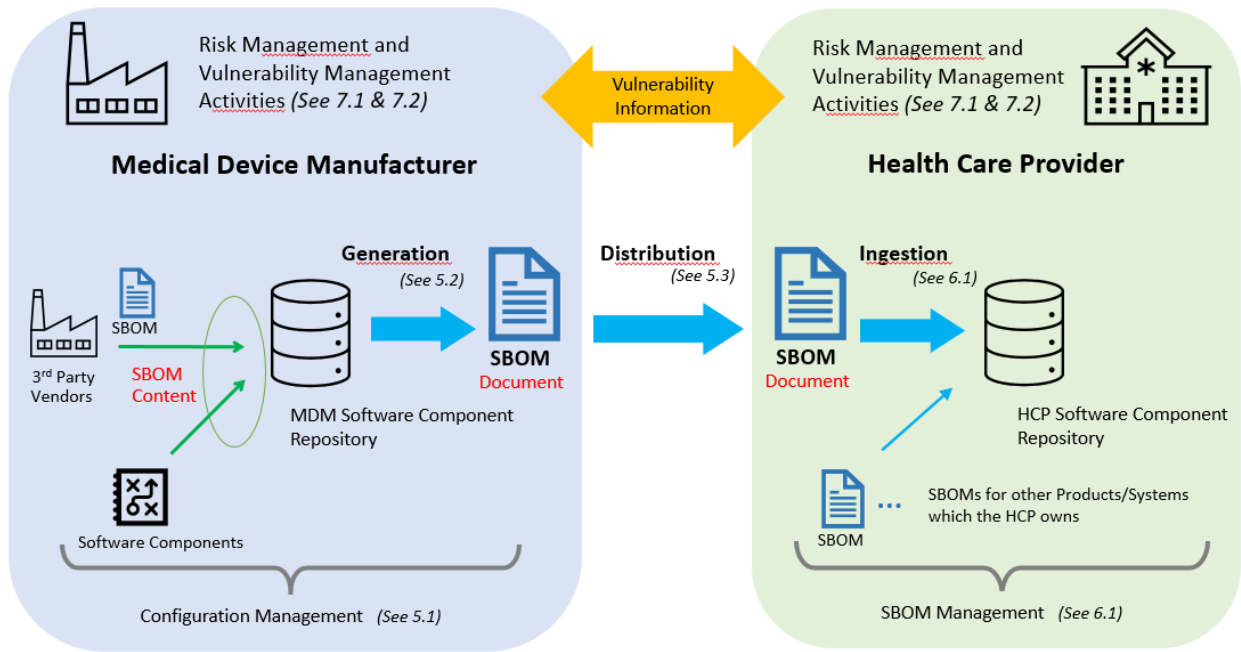 Risk Management and
Vulnerability Management
Activities (See 7.1 & 7.2)
Medical Device Manufacturer
Vulnerability
Information
Risk Management and
Vulnerability Management
Activities (See 7.1 & 7.2)
Health Care Provider
Generation
(See 5.2)
SBOM
3rd Party
Vendors
SBOM
Content
MDM Software Component
Repository
SBOM
Document
Software Components
Configuration Management (See 5.1)
Distribution
(See 5.3)
Ingestion
(See 6.1)
SBOM
Document
HCP Software Component
Repository
SBOM
...
SBOMs for other Products/Systems
which the HCP owns
SBOM Management (See 6.1)